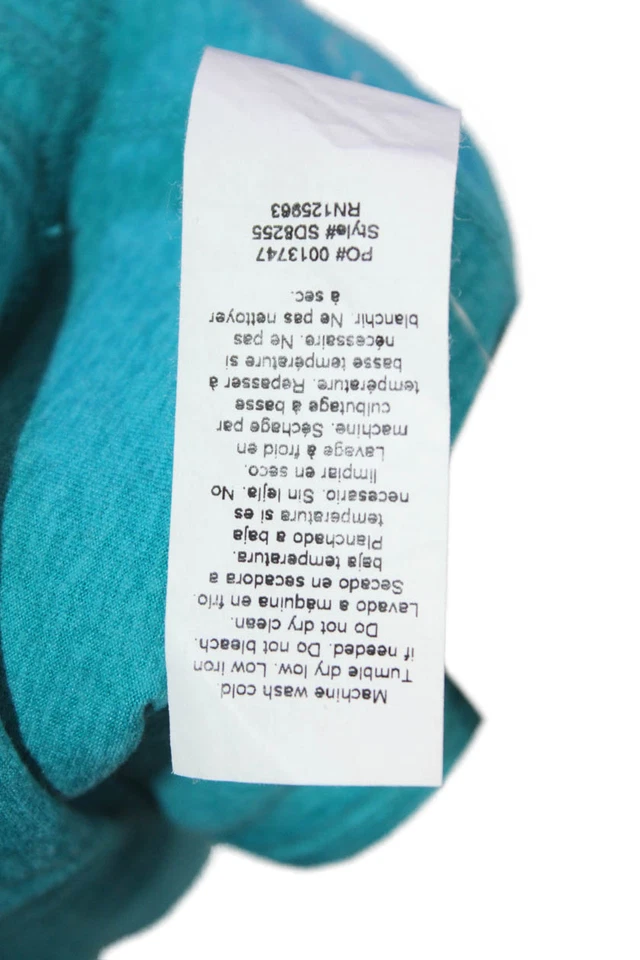 Machine wash cold.
Tumble dry low. Low iron
if needed. Do not bleach.
Do not dry clean.
Lavado a máquina en frío.
Secado en secadora a
baja temperatura.
Planchado a baja
temperatura si es
necesario. Sin lejía. No
limpiar en seco.
Lavage à froid en
machine. Séchage par
culbutage à basse
température. Repasser à
basse température si
nécessaire. Ne pas
blanchir. Ne pas nettoyer
à sec.
PO# 0013747
Style# SD8255
RN125963